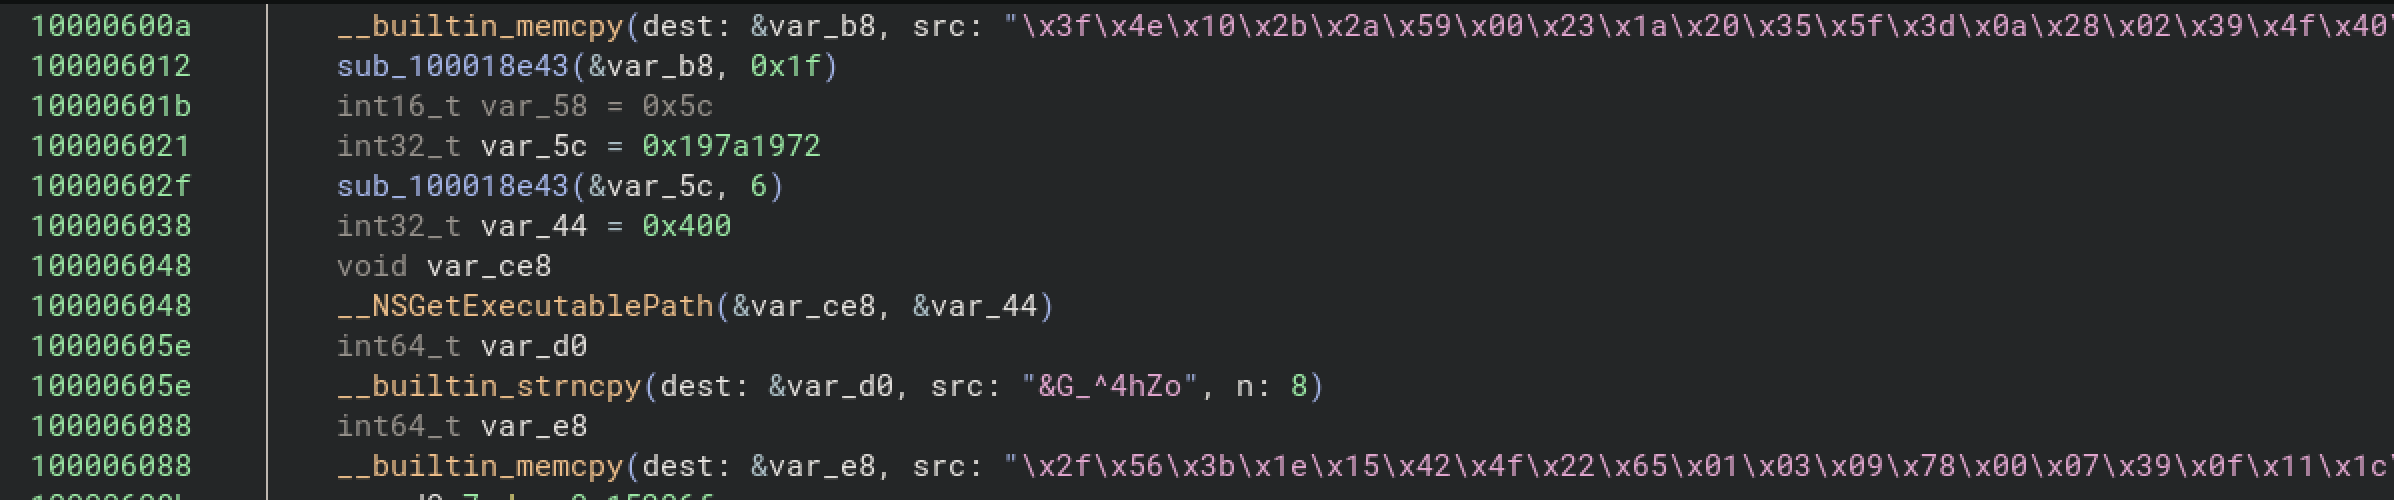 10000600a __builtin_memcpy(dest: &var_b8, src: "\x3f\x4e\x10\x2b\x2a\x59\x00\x23\x1a\x20\x35\x5f\x3d\x0a\x28\x02\x39\x4f\x40
100006012 sub_100018e43(&var_b8, 0x1f)
10000601b int16_t var_58 = 0x5c
100006021 int32_t var_5c = 0x197a1972
10000602f sub_100018e43(&var_5c, 6)
100006038 int32_t var_44 = 0x400
100006048 void var_ce8
100006048 __NSGetExecutablePath(&var_ce8, &var_44)
10000605e int64_t var_d0
10000605e __builtin_strncpy(dest: &var_d0, src: "&G_^4hZo", n: 8)
100006088 int64_t var_e8
100006088 __builtin_memcpy(dest: &var_e8, src: "\x2f\x56\x3b\x1e\x15\x42\x4f\x22\x65\x01\x03\x09\x78\x00\x07\x39\x0f\x11\x1c